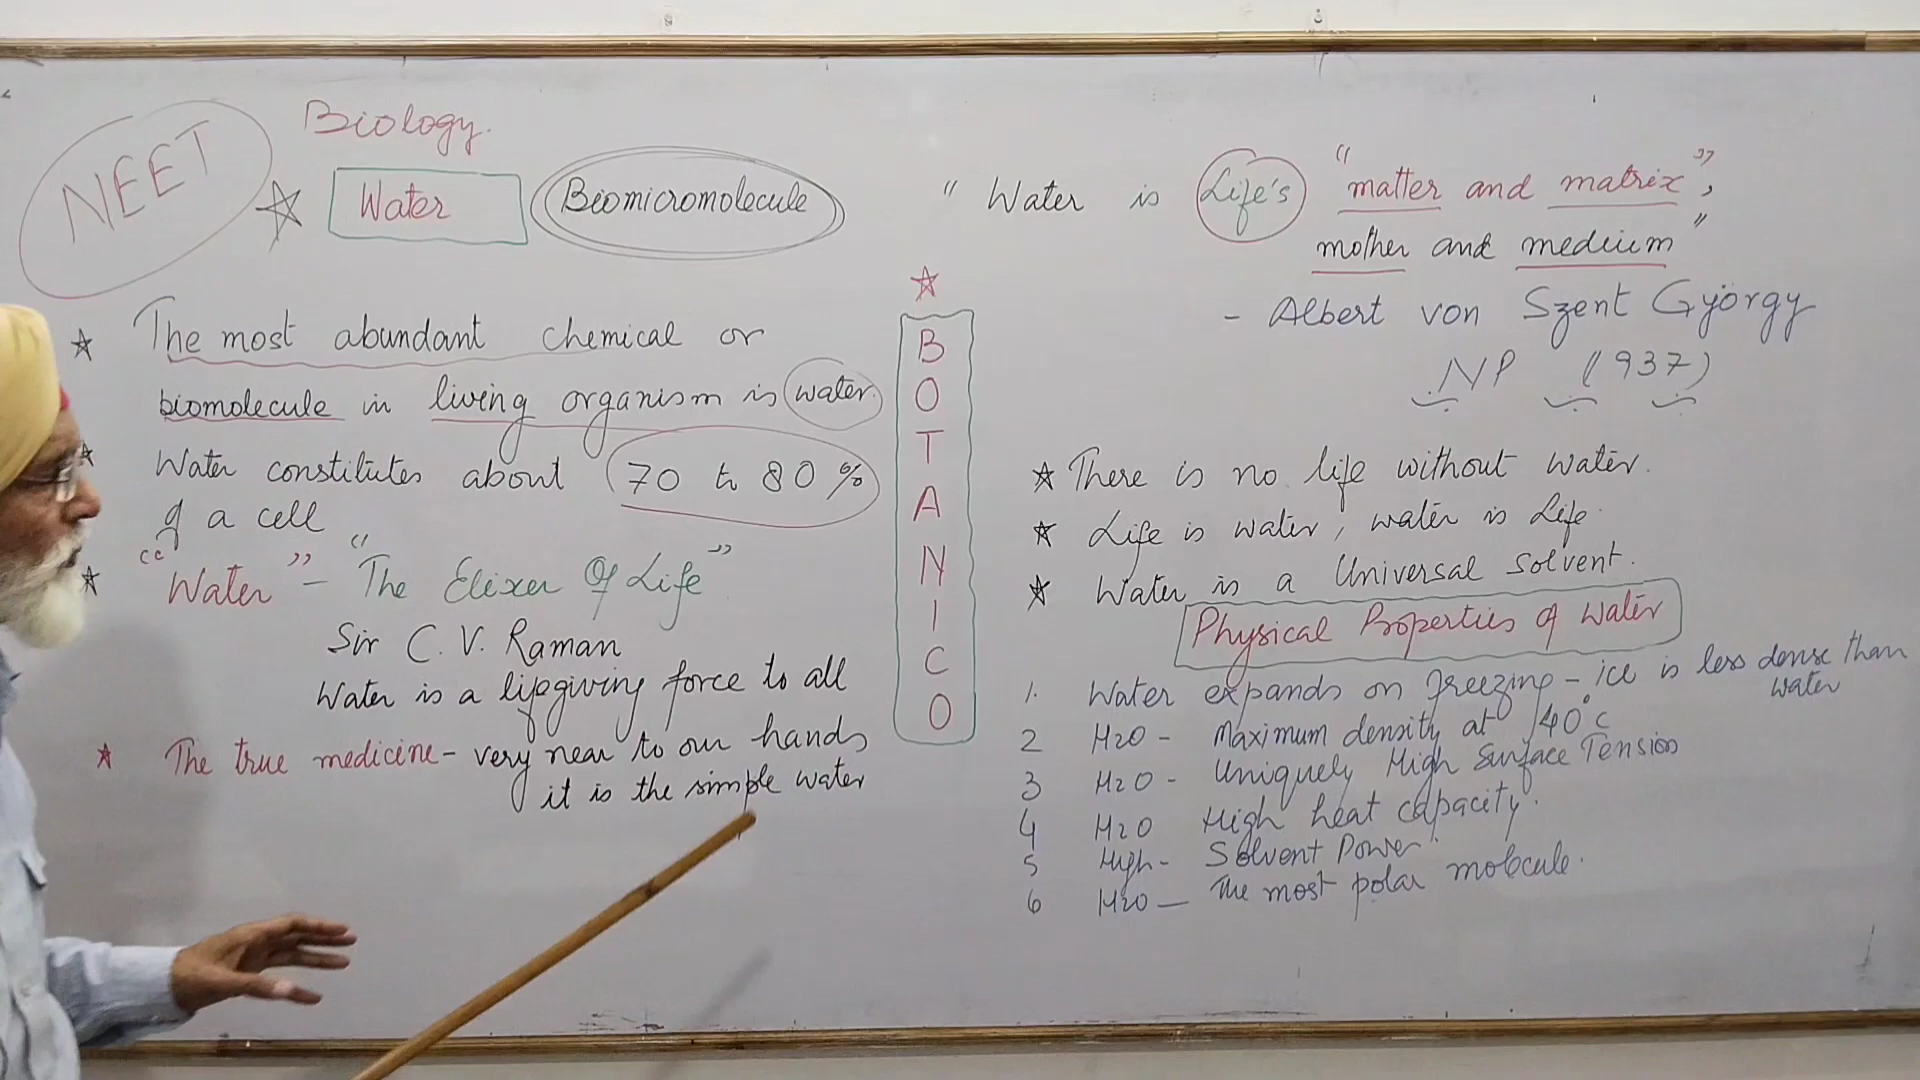 NEET
Biology.
Water Biomicromolecule
The most abundant chemical or
biomolecule in living organism is water.
Water constitutes about 70 to 80%
of a cell
"Water" - "The Elixer Of Life"
Sir C. V. Raman
Water is a lifegiving force to all
The true medicine - very near to our hands
it is the simple water
BOTANICO
" Water is Life's "matter and matrix",
mother and medium"
- Albert von Szent György
NP (1937)
There is no life without water.
Life is water, water is Life.
Water is a Universal Solvent.
Physical Properties of Water
1. Water expands on freezing - ice is less dense than
water
2 H2O - Maximum density at 40°c
3 H2O - Uniquely High Surface Tension
4 H2O High heat capacity.
5 High - Solvent Power.
6 H2O - The most polar molecule.